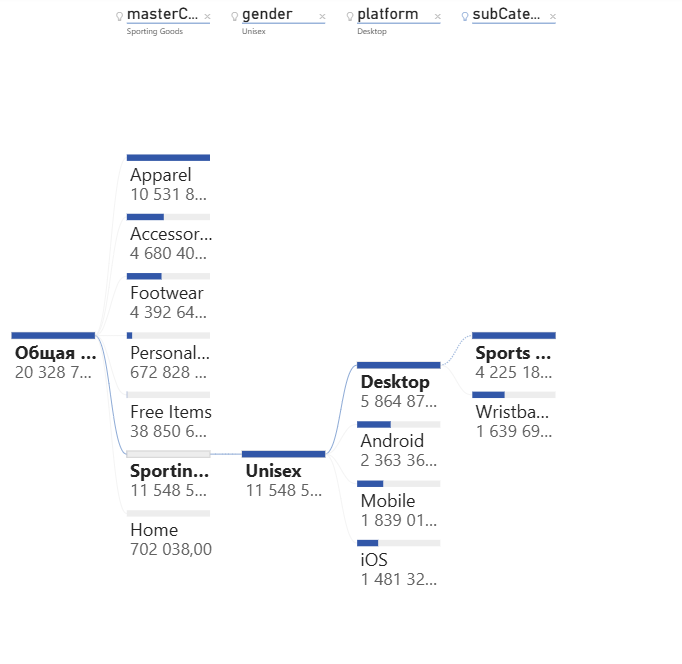 masterC... ×
Sporting Goods
gender ×
Unisex
platform ×
Desktop
subCate... ×
Apparel
10 531 8...
Accessor...
4 680 40...
Footwear
4 392 64...
Общая ...
20 328 7...
Personal...
672 828 ...
Free Items
38 850 6...
Sportin...
11 548 5...
Home
702 038,00
Unisex
11 548 5...
Desktop
5 864 87...
Android
2 363 36...
Mobile
1 839 01...
iOS
1 481 32...
Sports ...
4 225 18...
Wristba...
1 639 69...